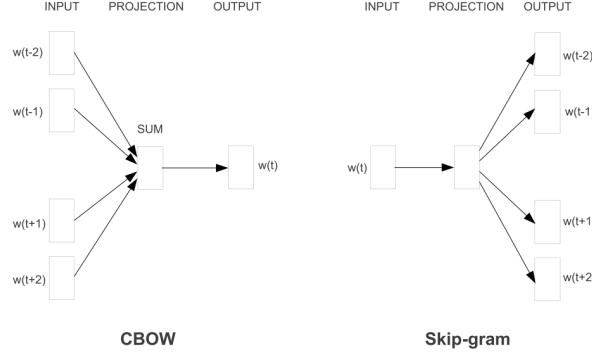 INPUT PROJECTION OUTPUT
w(t-2)
w(t-1)
SUM
w(t)
w(t+1)
w(t+2)
CBOW
INPUT PROJECTION OUTPUT
w(t-2)
w(t-1
w(t)
w(t+1
w(t+2
Skip-gram